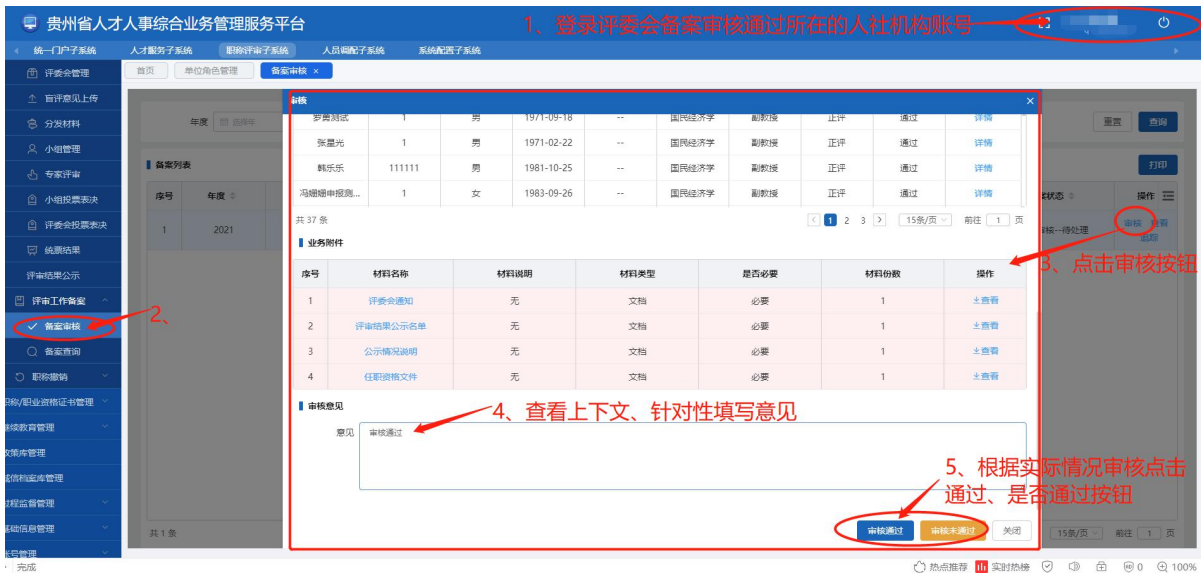 贵州省人才人事综合业务管理服务平台
1、登录评委会备案审核通过所在的人社机构账号
统一门户子系统 人才服务子系统 职称评审子系统 人员调配子系统 系统配置子系统
评委会管理
首页 单位角色管理 备案审核 ×
盲评意见上传
分发材料
小组管理
专家评审
小组投票表决
评委会投票表决
统票结果
评审结果公示
评审工作备案
2、
备案审核
备案查询
职称撤销
职称/职业资格证书管理
继续教育管理
政策库管理
诚信档案库管理
过程监督管理
基础信息管理
账号管理
年度 选择年
重置 查询
备案列表
打印
序号 年度
案状态 操作
1 2021
审核--待处理 审核 查看
追踪
共 1 条
15条/页 前往 1 页
审核 ×
罗勇测试 1 男 1971-09-18 -- 国民经济学 副教授 正评 通过 详情
张星光 1 男 1971-02-22 -- 国民经济学 副教授 正评 通过 详情
韩乐乐 111111 男 1981-10-25 -- 国民经济学 副教授 正评 通过 详情
冯姗姗申报测... 1 女 1983-09-26 -- 国民经济学 副教授 正评 通过 详情
共 37 条
< 1 2 3 > 15条/页 前往 1 页
业务附件
3、点击审核按钮
序号 材料名称 材料说明 材料类型 是否必要 材料份数 操作
1 评委会通知 无 文档 必要 1 查看
2 评审结果公示名单 无 文档 必要 1 查看
3 公示情况说明 无 文档 必要 1 查看
4 任职资格文件 无 文档 必要 1 查看
审核意见
4、查看上下文、针对性填写意见
意见 审核通过
5、根据实际情况审核点击
通过、是否通过按钮
审核通过 审核未通过 关闭
完成
热点推荐 实时热榜 0 100%